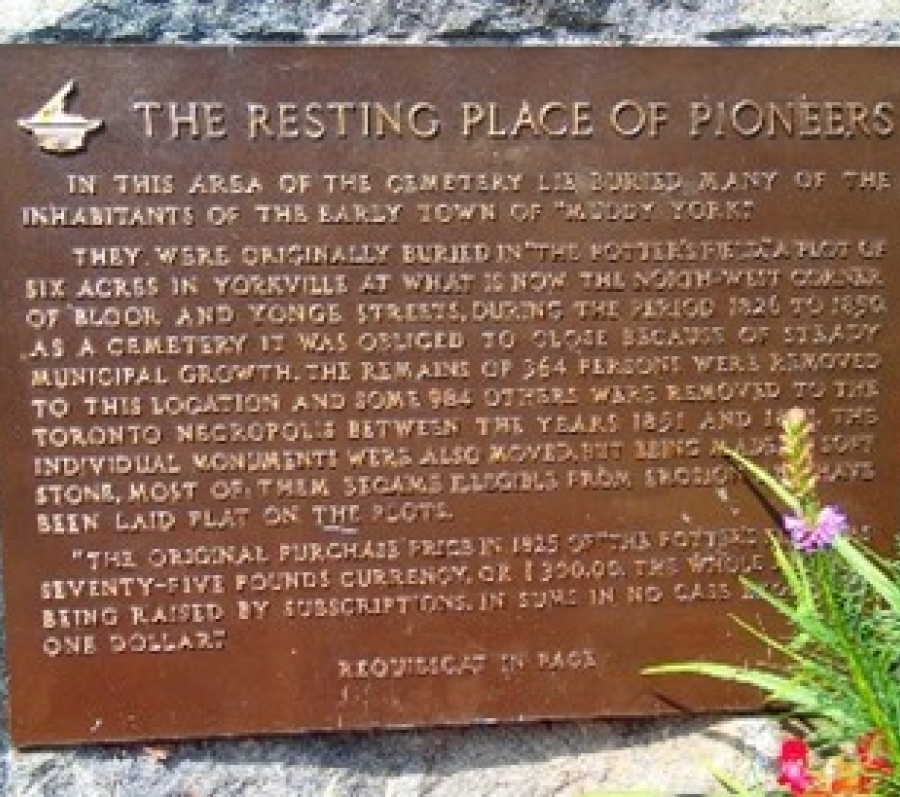 THE RESTING PLACE OF PIONEERS
IN THIS AREA OF THE CEMETERY LIE BURIED MANY OF THE
INHABITANTS OF THE EARLY TOWN OF "MUDDY YORK."
THEY WERE ORIGINALLY BURIED IN "THE POTTER'S FIELD," A PLOT OF
SIX ACRES IN YORKVILLE AT WHAT IS NOW THE NORTH-WEST CORNER
OF BLOOR AND YONGE STREETS, DURING THE PERIOD 1826 TO 1850.
AS A CEMETERY IT WAS OBLIGED TO CLOSE BECAUSE OF STEADY
MUNICIPAL GROWTH. THE REMAINS OF 364 PERSONS WERE REMOVED
TO THIS LOCATION AND SOME 984 OTHERS WERE REMOVED TO THE
TORONTO NECROPOLIS BETWEEN THE YEARS 1851 AND THE
INDIVIDUAL MONUMENTS WERE ALSO MOVED, BUT BEING MADE SOFT
STONE, MOST OF THEM BECAME ILLEGIBLE FROM EROSION HAVE
BEEN LAID FLAT ON THE PLOTS.
"THE ORIGINAL PURCHASE PRICE IN 1825 OF "THE POTTER'S
SEVENTY-FIVE POUNDS CURRENCY, OR $300.00, THE WHOLE
BEING RAISED BY SUBSCRIPTIONS, IN SUMS IN NO CASE
ONE DOLLAR."
REQUIESCAT IN PACE